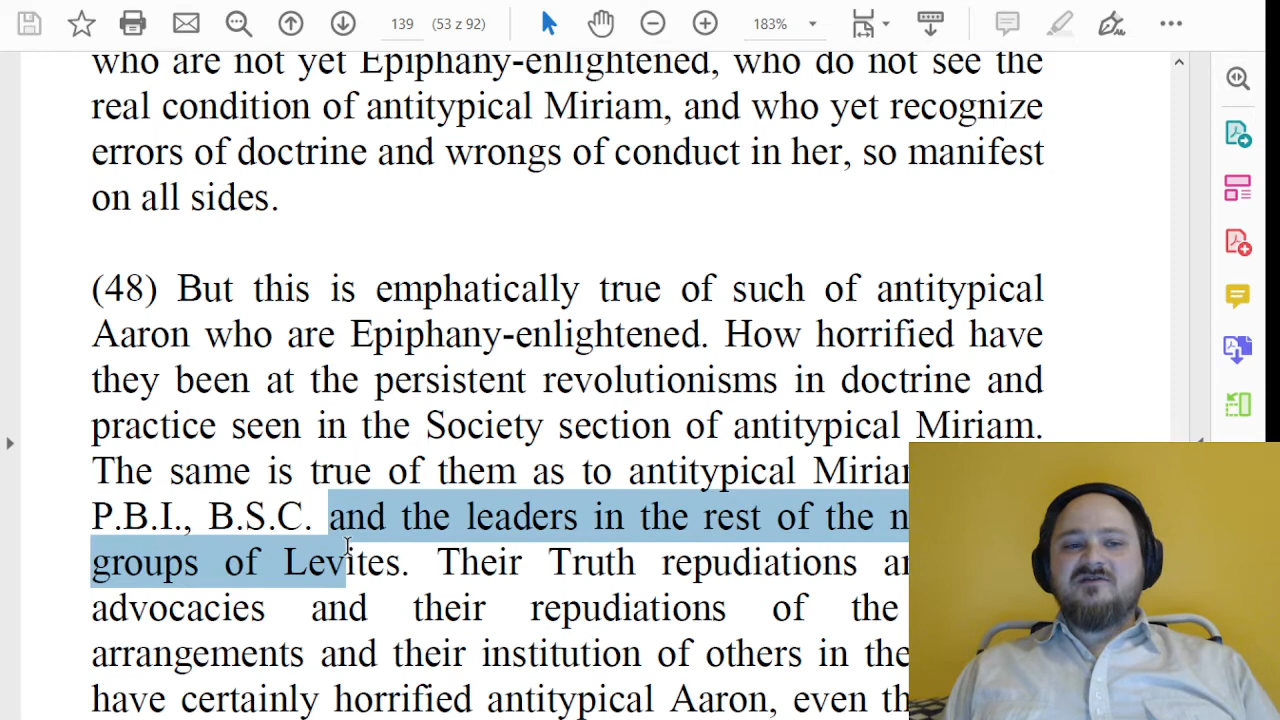 139 (53 z 92) 183%
who are not yet Epiphany-enlightened, who do not see the
real condition of antitypical Miriam, and who yet recognize
errors of doctrine and wrongs of conduct in her, so manifest
on all sides.
(48) But this is emphatically true of such of antitypical
Aaron who are Epiphany-enlightened. How horrified have
they been at the persistent revolutionisms in doctrine and
practice seen in the Society section of antitypical Miriam.
The same is true of them as to antitypical
P.B.I., B.S.C. and the leaders in the rest of the
groups of Levites. Their Truth repudiations
advocacies and their repudiations of the
arrangements and their institution of others in
have certainly horrified antitypical Aaron, even